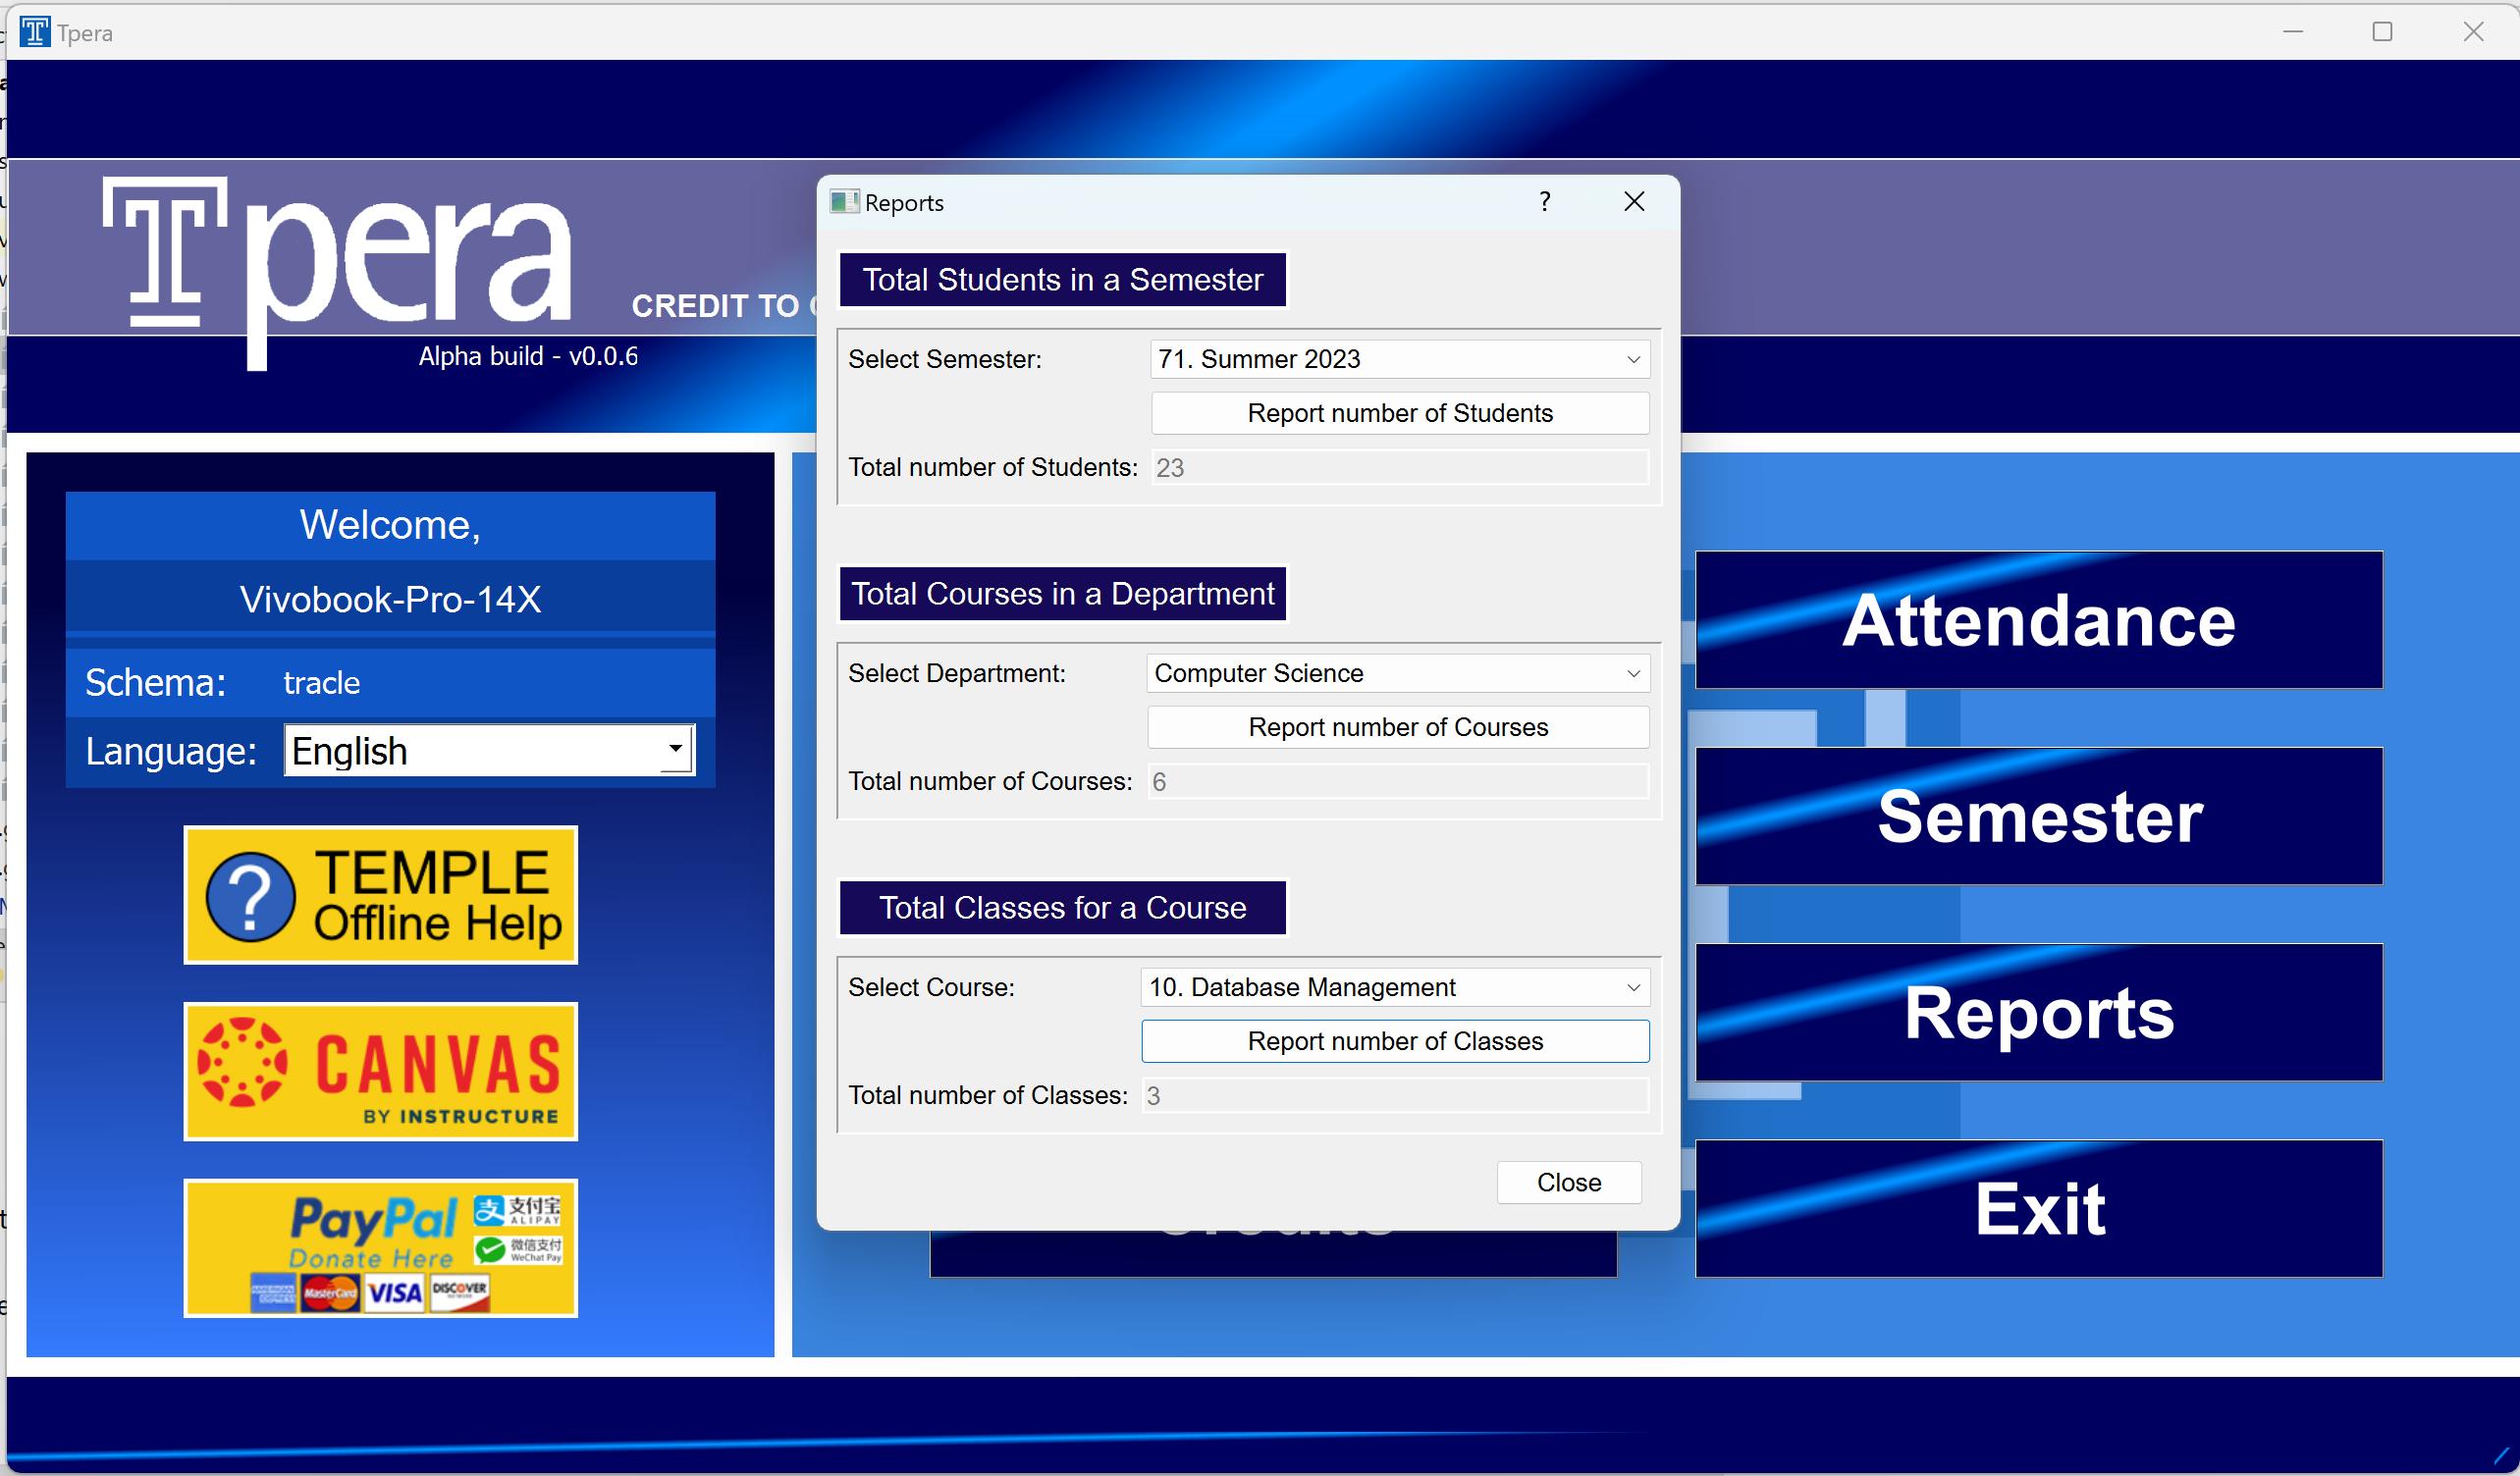 Tpera
Tpera
CREDIT TO
Alpha build - v0.0.6
Welcome,
Vivobook-Pro-14X
Schema: tracle
Language: English
TEMPLE
Offline Help
CANVAS
BY INSTRUCTURE
PayPal
Donate Here
支付宝
ALIPAY
微信支付
WeChat Pay
AMERICAN EXPRESS
MasterCard
VISA
DISCOVER
Reports
?
Total Students in a Semester
Select Semester: 71. Summer 2023
Report number of Students
Total number of Students: 23
Total Courses in a Department
Select Department: Computer Science
Report number of Courses
Total number of Courses: 6
Total Classes for a Course
Select Course: 10. Database Management
Report number of Classes
Total number of Classes: 3
Close
Attendance
Semester
Reports
Exit